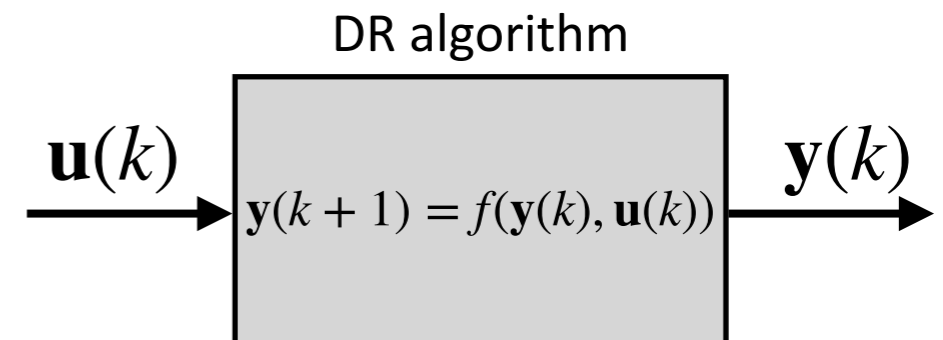 DR algorithm
u(k)
y(k + 1) = f(y(k), u(k))
y(k)